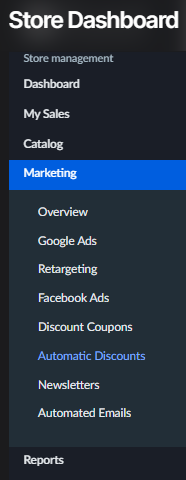 Store Dashboard
Store management
Dashboard
My Sales
Catalog
Marketing
Overview
Google Ads
Retargeting
Facebook Ads
Discount Coupons
Automatic Discounts
Newsletters
Automated Emails
Reports